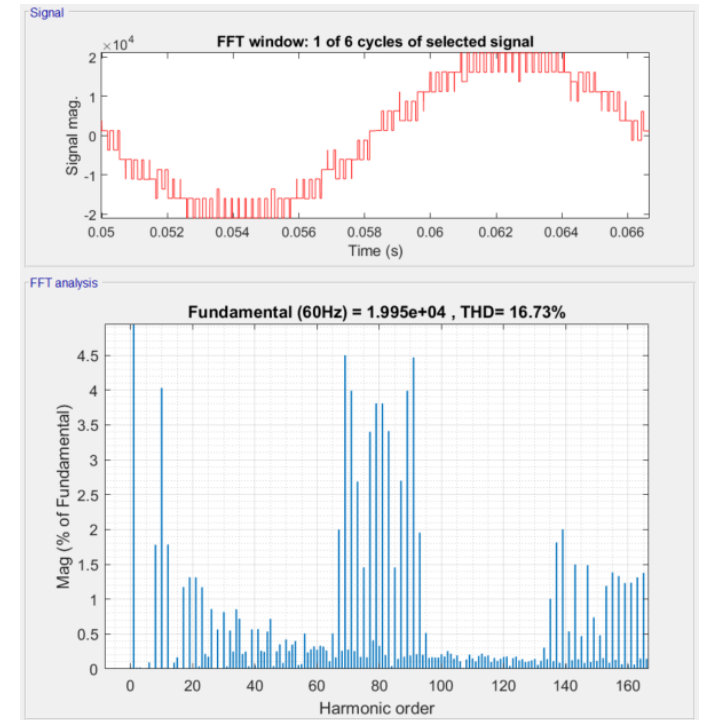 Signal
×10⁴
FFT window: 1 of 6 cycles of selected signal
2
1
0
-1
-2
Signal mag.
0.05 0.052 0.054 0.056 0.058 0.06 0.062 0.064 0.066
Time (s)
FFT analysis
Fundamental (60Hz) = 1.995e+04 , THD= 16.73%
4.5
4
3.5
3
2.5
2
1.5
1
0.5
0
Mag (% of Fundamental)
0 20 40 60 80 100 120 140 160
Harmonic order